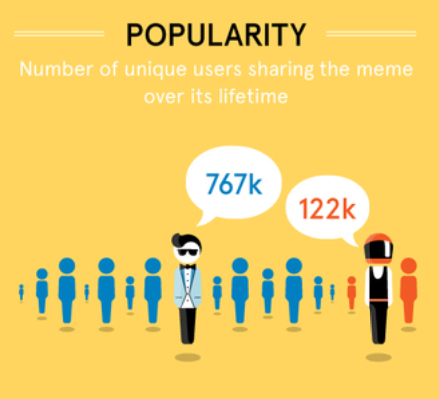 POPULARITY
Number of unique users sharing the meme
over its lifetime
767k
122k